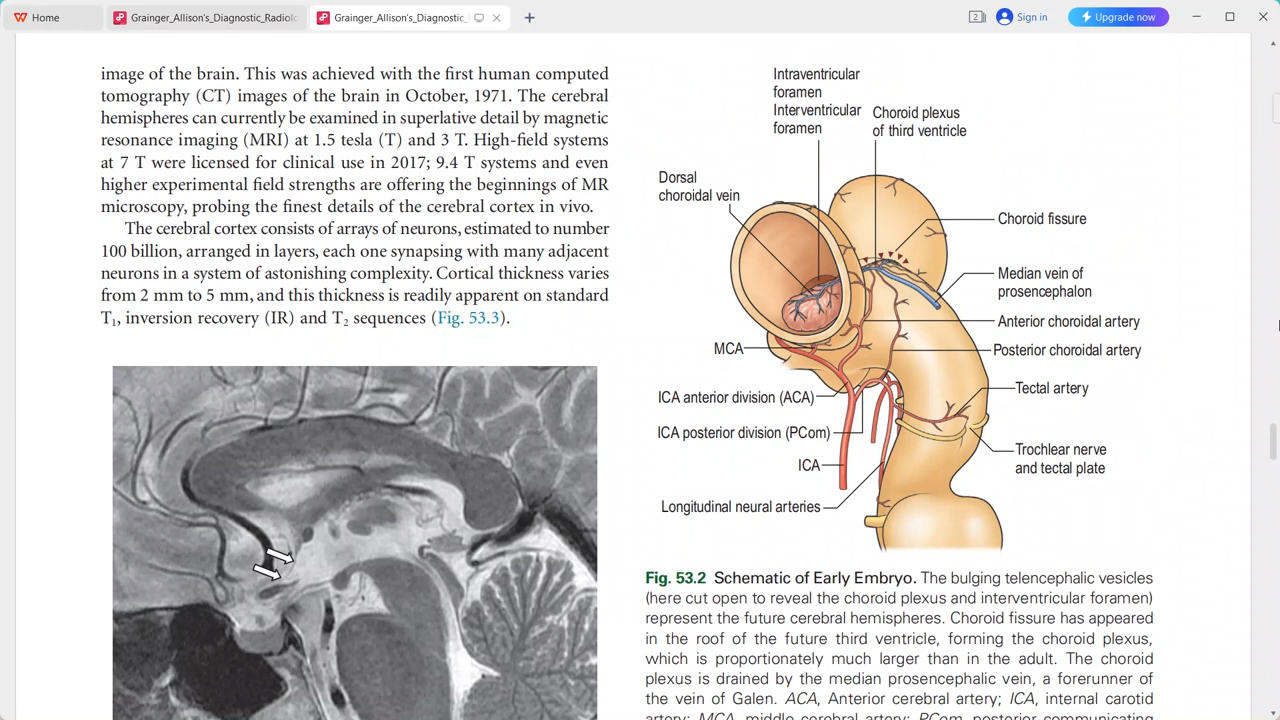 Home
Grainger_Allison's_Diagnostic_Radiolo
Grainger_Allison's_Diagnostic_
2
Sign in
Upgrade now
image of the brain. This was achieved with the first human computed
tomography (CT) images of the brain in October, 1971. The cerebral
hemispheres can currently be examined in superlative detail by magnetic
resonance imaging (MRI) at 1.5 tesla (T) and 3 T. High-field systems
at 7 T were licensed for clinical use in 2017; 9.4 T systems and even
higher experimental field strengths are offering the beginnings of MR
microscopy, probing the finest details of the cerebral cortex in vivo.
The cerebral cortex consists of arrays of neurons, estimated to number
100 billion, arranged in layers, each one synapsing with many adjacent
neurons in a system of astonishing complexity. Cortical thickness varies
from 2 mm to 5 mm, and this thickness is readily apparent on standard
T1, inversion recovery (IR) and T2 sequences (Fig. 53.3).
Intraventricular
foramen
Interventricular
foramen
Choroid plexus
of third ventricle
Dorsal
choroidal vein
Choroid fissure
Median vein of
prosencephalon
Anterior choroidal artery
MCA
Posterior choroidal artery
ICA anterior division (ACA)
Tectal artery
ICA posterior division (PCom)
ICA
Trochlear nerve
and tectal plate
Longitudinal neural arteries
Fig. 53.2 Schematic of Early Embryo. The bulging telencephalic vesicles
(here cut open to reveal the choroid plexus and interventricular foramen)
represent the future cerebral hemispheres. Choroid fissure has appeared
in the roof of the future third ventricle, forming the choroid plexus,
which is proportionately much larger than in the adult. The choroid
plexus is drained by the median prosencephalic vein, a forerunner of
the vein of Galen. ACA, Anterior cerebral artery; ICA, internal carotid
artery; MCA, middle cerebral artery; PCom, posterior communicating